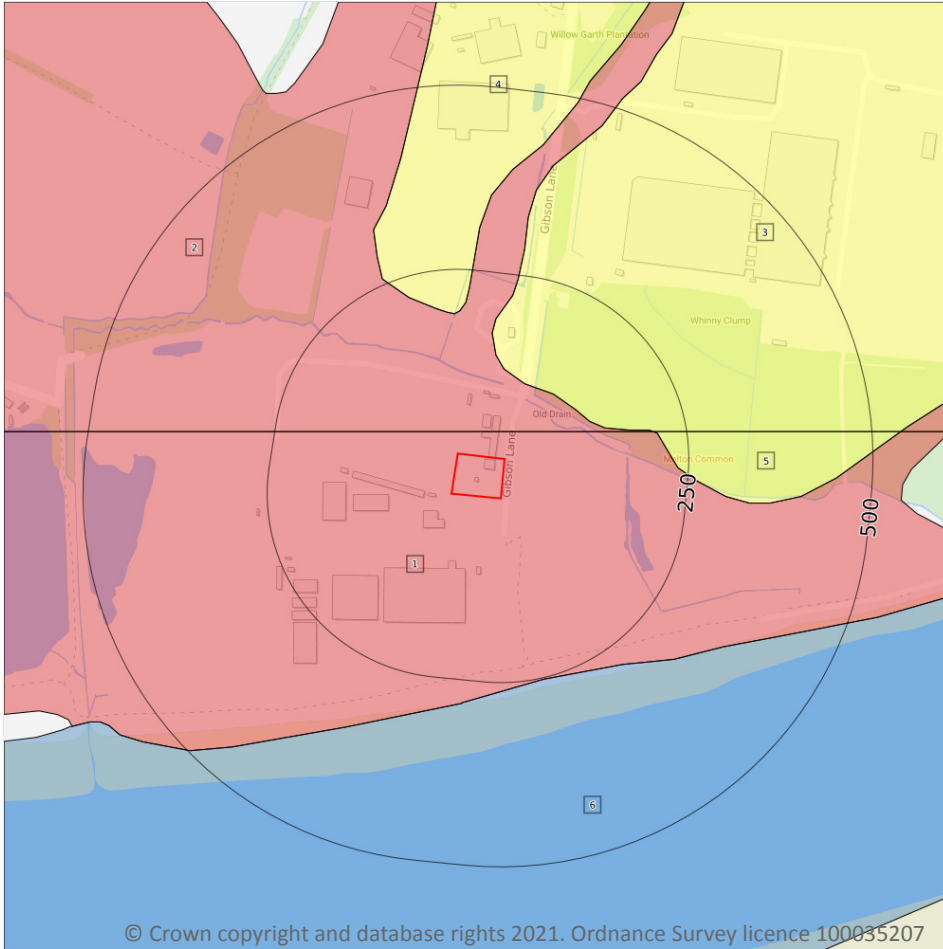 Willow Garth Plantation
4
Gibson Lane
3
2
Whinny Clump
Old Drain
Melton Common
5
Gibson Lane
250
500
1
6
© Crown copyright and database rights 2021. Ordnance Survey licence 100035207